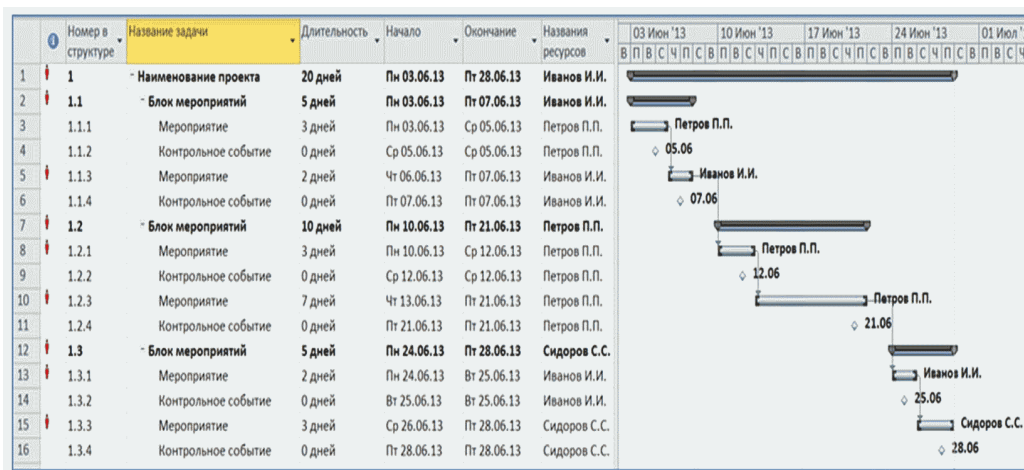 Номер в структуре Название задачи Длительность Начало Окончание Названия ресурсов 03 Июн '13 10 Июн '13 17 Июн '13 24 Июн '13 01 Июл '
В П В С Ч П С В П В С Ч П С В П В С Ч П С В П В С Ч П С В П В С Ч
1 1 - Наименование проекта 20 дней Пн 03.06.13 Пт 28.06.13 Иванов И.И.
2 1.1 - Блок мероприятий 5 дней Пн 03.06.13 Пт 07.06.13 Иванов И.И.
3 1.1.1 Мероприятие 3 дней Пн 03.06.13 Ср 05.06.13 Петров П.П. Петров П.П.
4 1.1.2 Контрольное событие 0 дней Ср 05.06.13 Ср 05.06.13 Петров П.П. 05.06
5 1.1.3 Мероприятие 2 дней Чт 06.06.13 Пт 07.06.13 Иванов И.И. Иванов И.И.
6 1.1.4 Контрольное событие 0 дней Пт 07.06.13 Пт 07.06.13 Иванов И.И. 07.06
7 1.2 - Блок мероприятий 10 дней Пн 10.06.13 Пт 21.06.13 Петров П.П.
8 1.2.1 Мероприятие 3 дней Пн 10.06.13 Ср 12.06.13 Петров П.П. Петров П.П.
9 1.2.2 Контрольное событие 0 дней Ср 12.06.13 Ср 12.06.13 Петров П.П. 12.06
10 1.2.3 Мероприятие 7 дней Чт 13.06.13 Пт 21.06.13 Петров П.П. Петров П.П.
11 1.2.4 Контрольное событие 0 дней Пт 21.06.13 Пт 21.06.13 Петров П.П. 21.06
12 1.3 - Блок мероприятий 5 дней Пн 24.06.13 Пт 28.06.13 Сидоров С.С.
13 1.3.1 Мероприятие 2 дней Пн 24.06.13 Вт 25.06.13 Иванов И.И. Иванов И.И.
14 1.3.2 Контрольное событие 0 дней Вт 25.06.13 Вт 25.06.13 Иванов И.И. 25.06
15 1.3.3 Мероприятие 3 дней Ср 26.06.13 Пт 28.06.13 Сидоров С.С. Сидоров С.С.
16 1.3.4 Контрольное событие 0 дней Пт 28.06.13 Пт 28.06.13 Сидоров С.С. 28.06